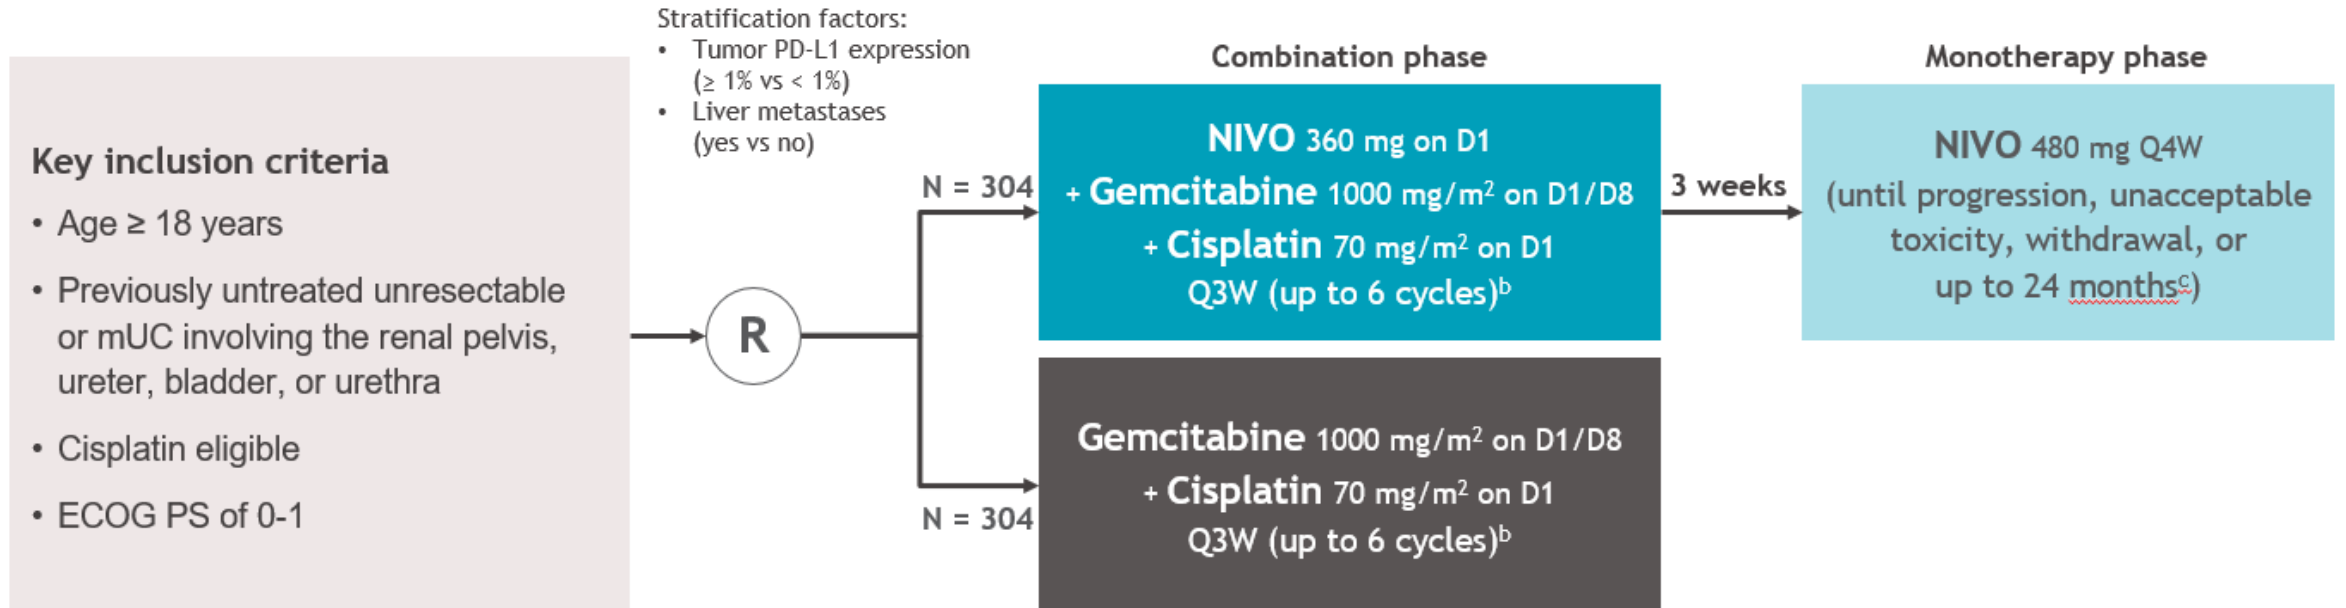 Stratification factors:
• Tumor PD-L1 expression
(≥ 1% vs < 1%)
• Liver metastases
(yes vs no)
Key inclusion criteria
• Age ≥ 18 years
• Previously untreated unresectable
or mUC involving the renal pelvis,
ureter, bladder, or urethra
• Cisplatin eligible
• ECOG PS of 0-1
R
N = 304
N = 304
Combination phase
NIVO 360 mg on D1
+ Gemcitabine 1000 mg/m² on D1/D8
+ Cisplatin 70 mg/m² on D1
Q3W (up to 6 cycles)ᵇ
Gemcitabine 1000 mg/m² on D1/D8
+ Cisplatin 70 mg/m² on D1
Q3W (up to 6 cycles)ᵇ
3 weeks
Monotherapy phase
NIVO 480 mg Q4W
(until progression, unacceptable
toxicity, withdrawal, or
up to 24 monthsᶜ)